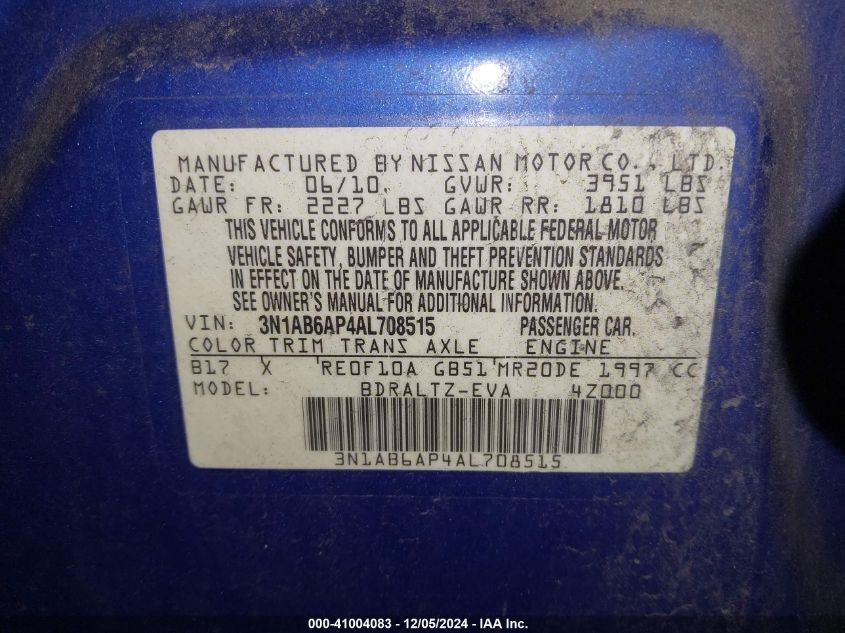 MANUFACTURED BY NISSAN MOTOR CO., LTD.
DATE: 06/10 GVWR: 3951 LBS
GAWR FR: 2227 LBS GAWR RR: 1810 LBS
THIS VEHICLE CONFORMS TO ALL APPLICABLE FEDERAL MOTOR
VEHICLE SAFETY, BUMPER AND THEFT PREVENTION STANDARDS
IN EFFECT ON THE DATE OF MANUFACTURE SHOWN ABOVE.
SEE OWNER'S MANUAL FOR ADDITIONAL INFORMATION.
VIN: 3N1AB6AP4AL708515 PASSENGER CAR.
COLOR TRIM TRANS AXLE ENGINE
B17 X RE0F10A GB51 MR20DE 1997 CC
MODEL: BDRALTZ-EVA 4Z000
3N1AB6AP4AL708515
000-41004083 - 12/05/2024 - IAA Inc.